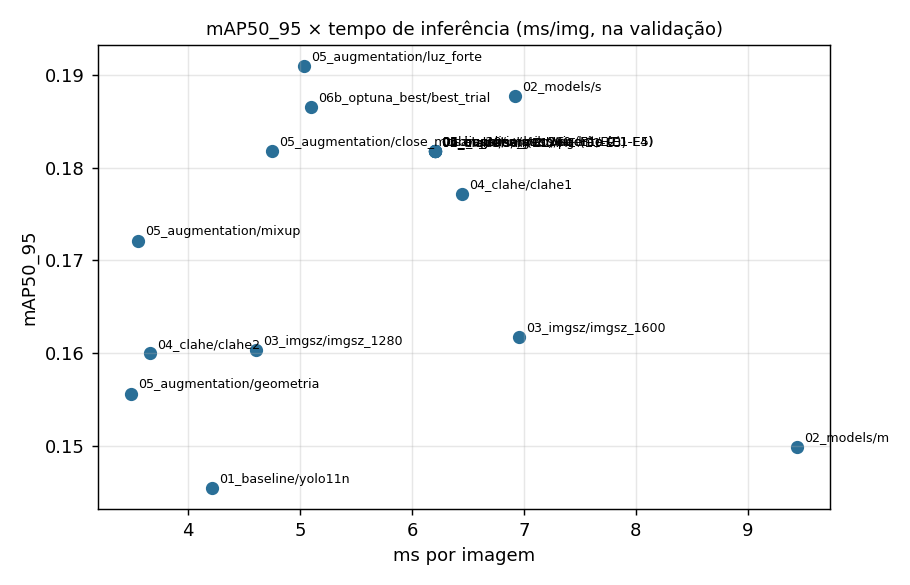 mAP50_95 × tempo de inferência (ms/img, na validação)
05_augmentation/luz_forte
02_models/s
06b_optuna_best/best_trial
05_augmentation/close_m
04_clahe/clahe1
05_augmentation/mixup
03_imgsz/imgsz_1600
03_imgsz/imgsz_1280
04_clahe/clahe2
05_augmentation/geometria
02_models/m
01_baseline/yolo11n
0.19
0.18
0.17
0.16
0.15
mAP50_95
4 5 6 7 8 9
ms por imagem